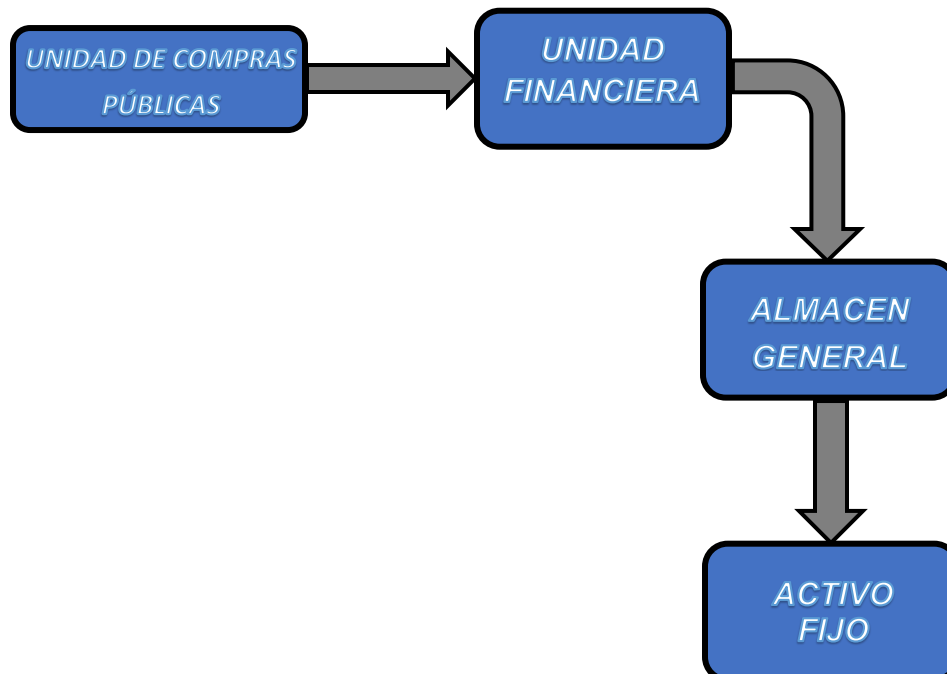 UNIDAD DE COMPRAS
PÚBLICAS
UNIDAD
FINANCIERA
ALMACEN
GENERAL
ACTIVO
FIJO